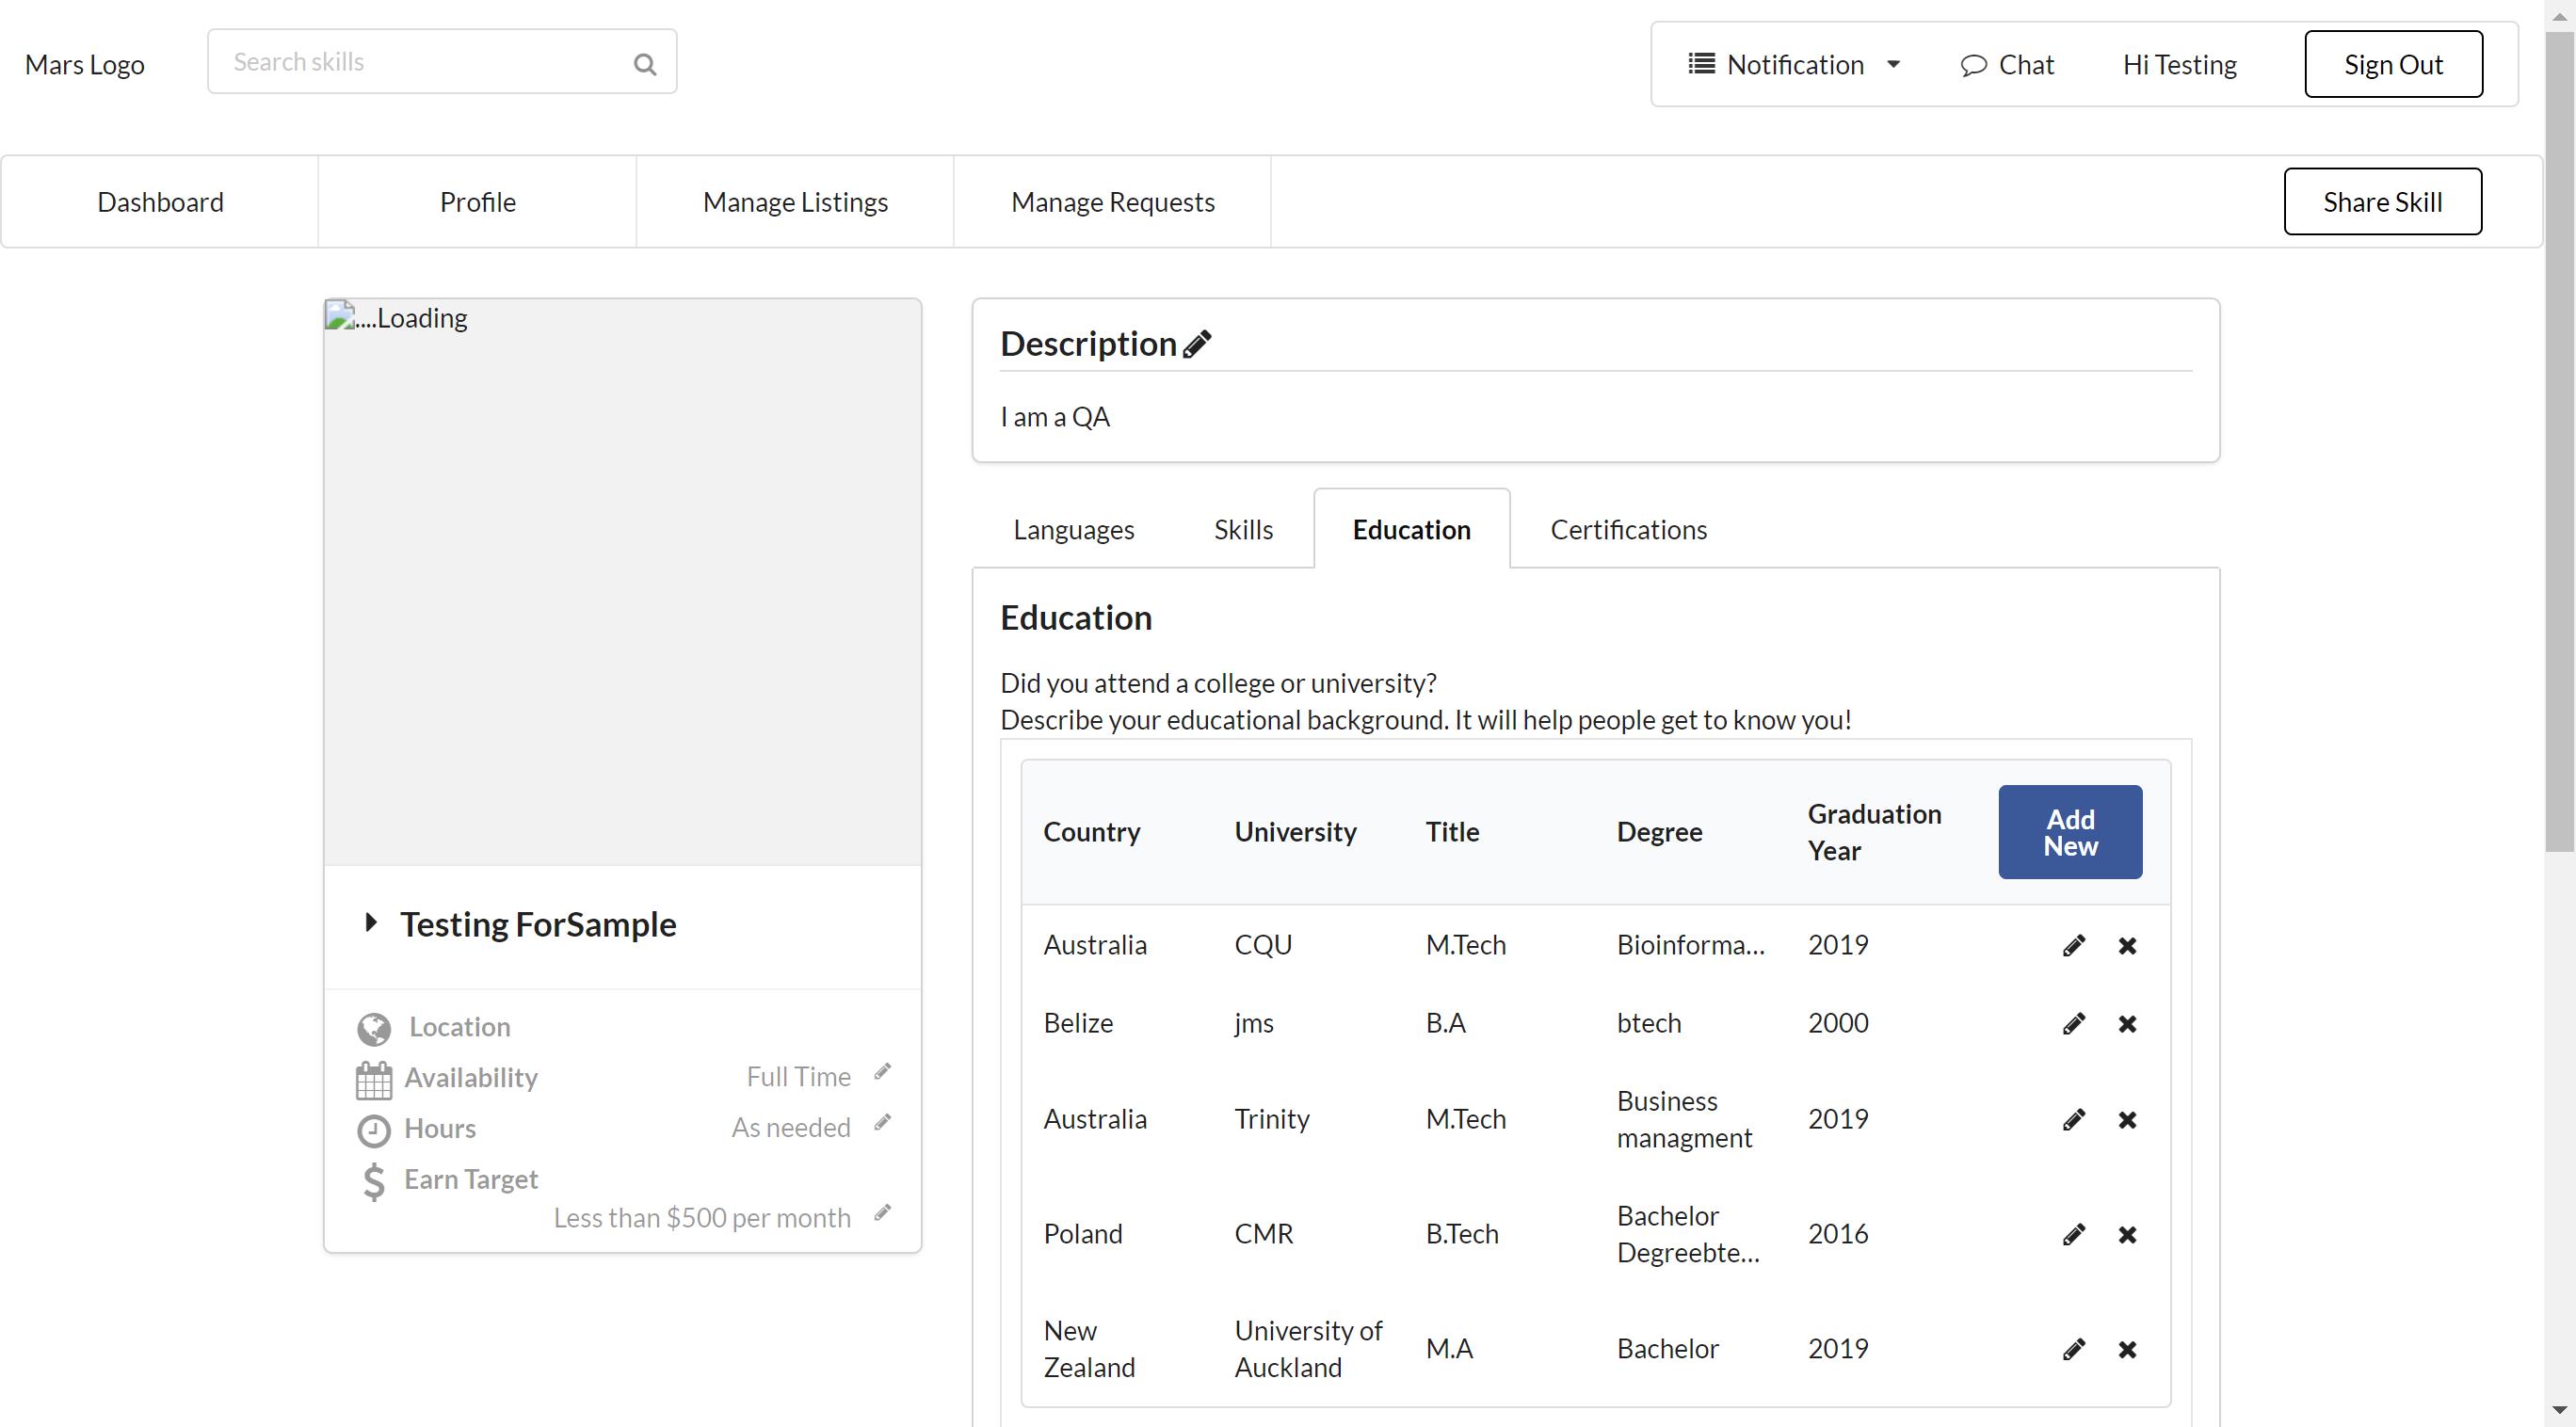 Mars Logo
Search skills
Notification
Chat
Hi Testing
Sign Out
Dashboard
Profile
Manage Listings
Manage Requests
Share Skill
....Loading
Testing ForSample
Location
Availability
Full Time
Hours
As needed
Earn Target
Less than $500 per month
Description
I am a QA
Languages
Skills
Education
Certifications
Education
Did you attend a college or university?
Describe your educational background. It will help people get to know you!
Country
University
Title
Degree
Graduation
Year
Add
New
Australia
CQU
M.Tech
Bioinforma...
2019
Belize
jms
B.A
btech
2000
Australia
Trinity
M.Tech
Business
managment
2019
Poland
CMR
B.Tech
Bachelor
Degreebte...
2016
New
Zealand
University of
Auckland
M.A
Bachelor
2019